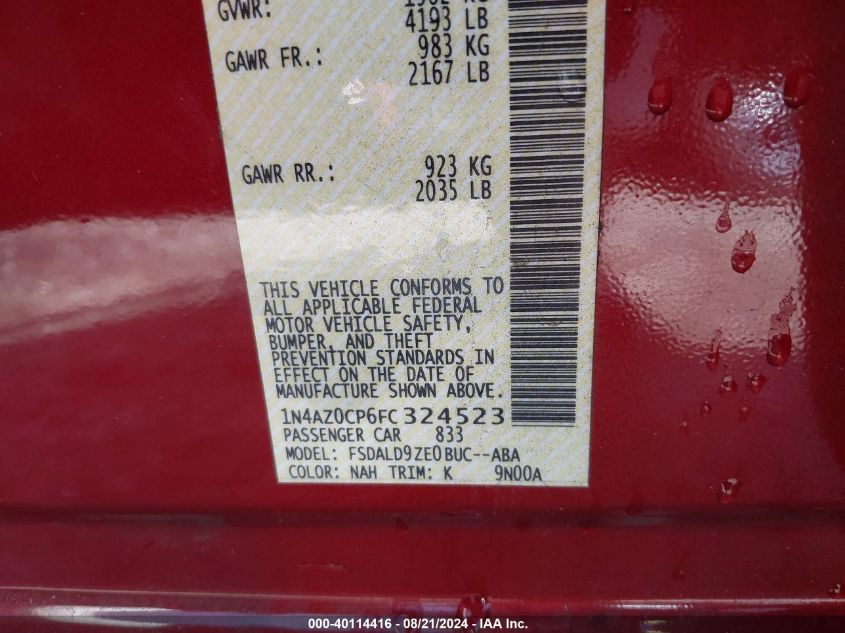 GVWR:
4193 LB
GAWR FR.: 983 KG
2167 LB
GAWR RR.: 923 KG
2035 LB
THIS VEHICLE CONFORMS TO
ALL APPLICABLE FEDERAL
MOTOR VEHICLE SAFETY,
BUMPER, AND THEFT
PREVENTION STANDARDS IN
EFFECT ON THE DATE OF
MANUFACTURE SHOWN ABOVE.
1N4AZ0CP6FC324523
PASSENGER CAR 833
MODEL: FSDALD9ZE0BUC--ABA
COLOR: NAH TRIM: K 9N00A
000-40114416 - 08/21/2024 - IAA Inc.